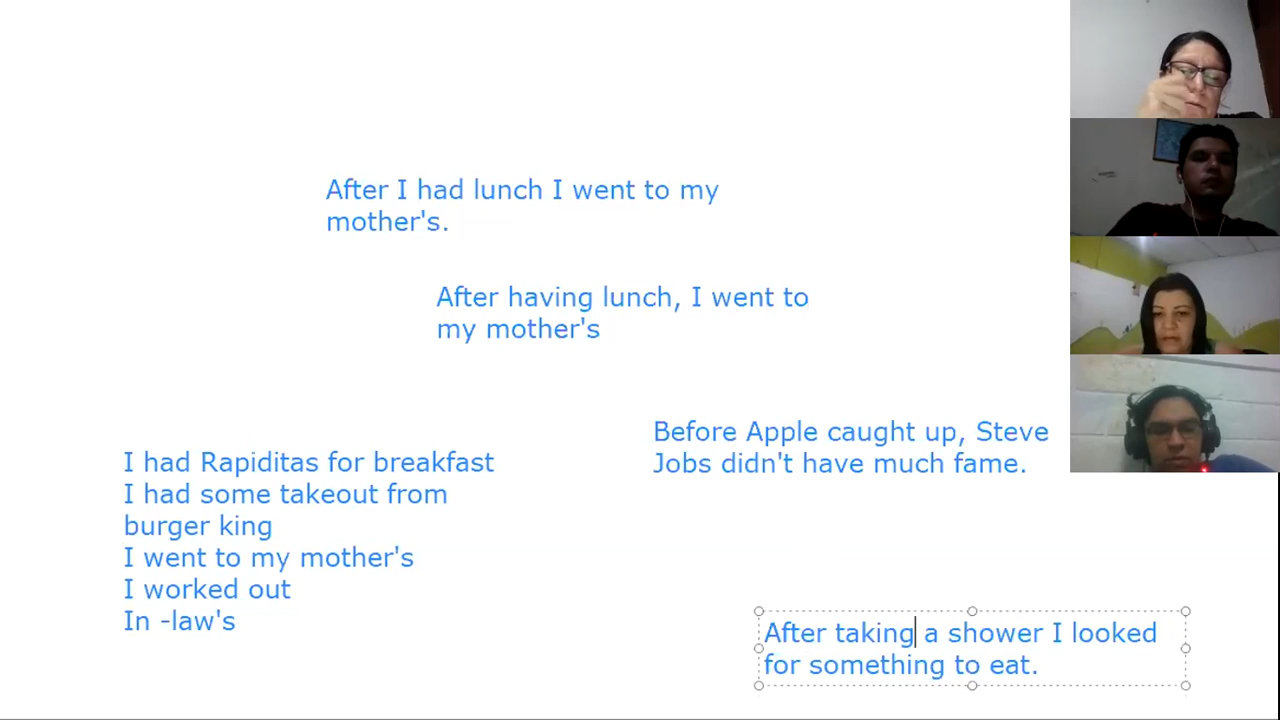 After I had lunch I went to my
mother's.
After having lunch, I went to
my mother's
Before Apple caught up, Steve
Jobs didn't have much fame.
I had Rapiditas for breakfast
I had some takeout from
burger king
I went to my mother's
I worked out
In -law's
After taking a shower I looked
for something to eat.